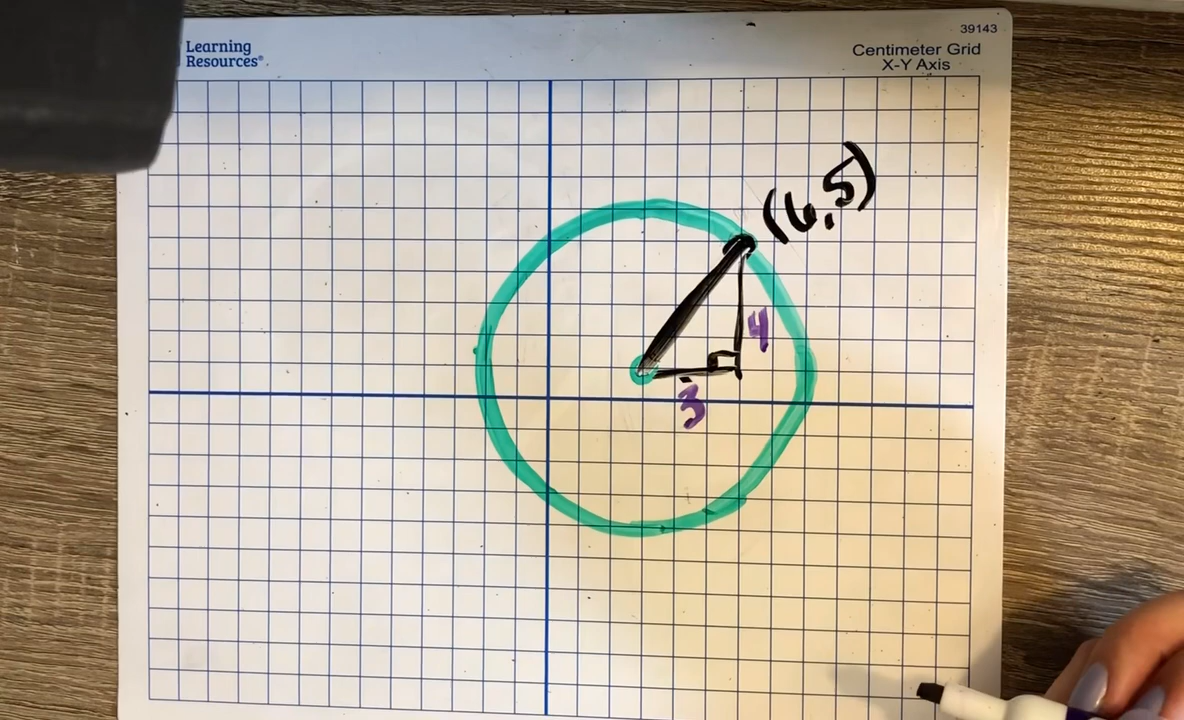 39143
Learning
Resources®
Centimeter Grid
X-Y Axis
(6,5)
4
3